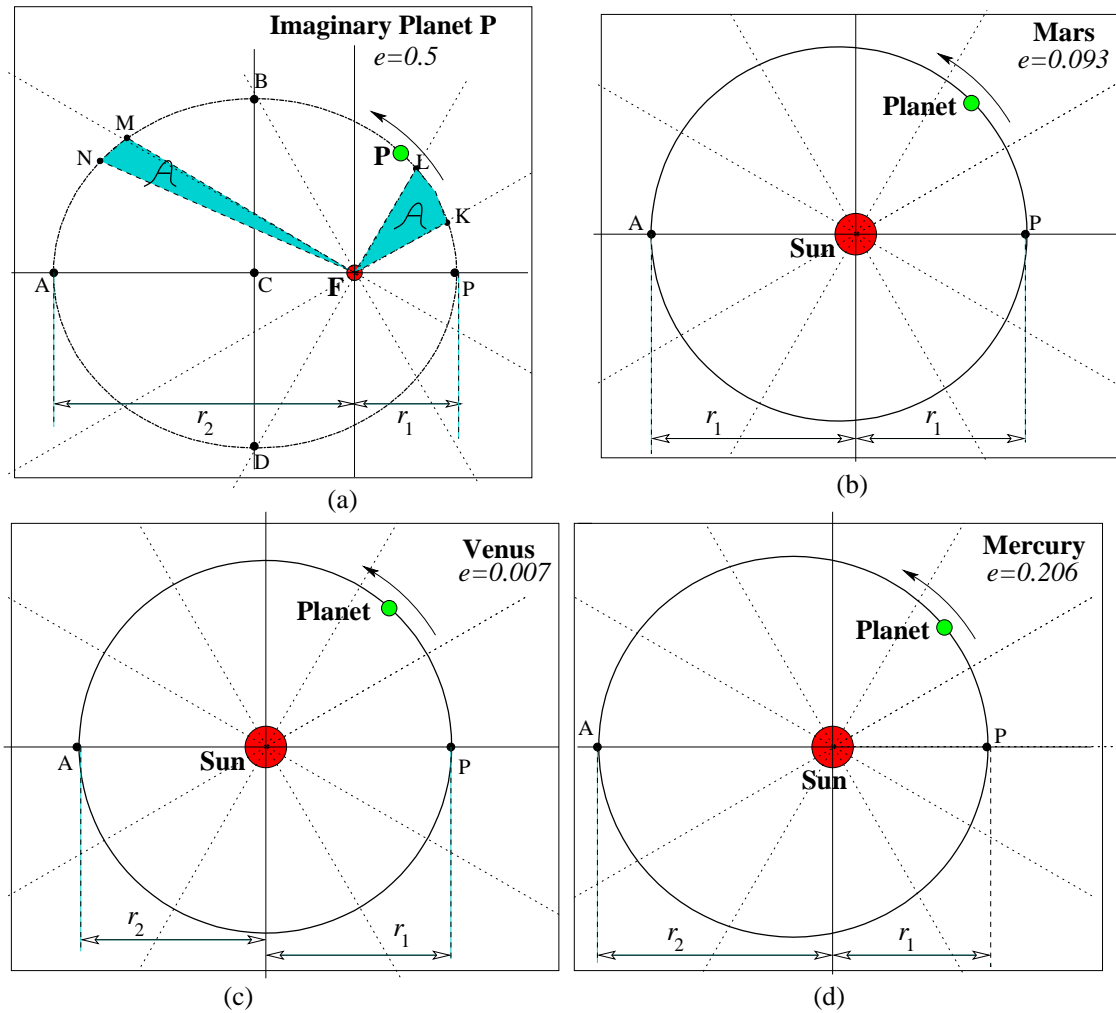 Imaginary Planet P
e=0.5
B
M
N
A
P
L
A
K
A
C
F
P
r2
r1
D
(a)
Mars
e=0.093
Planet
A
P
Sun
r1
r1
(b)
Venus
e=0.007
Planet
Sun
A
P
r2
r1
(c)
Mercury
e=0.206
Planet
A
P
Sun
r2
r1
(d)